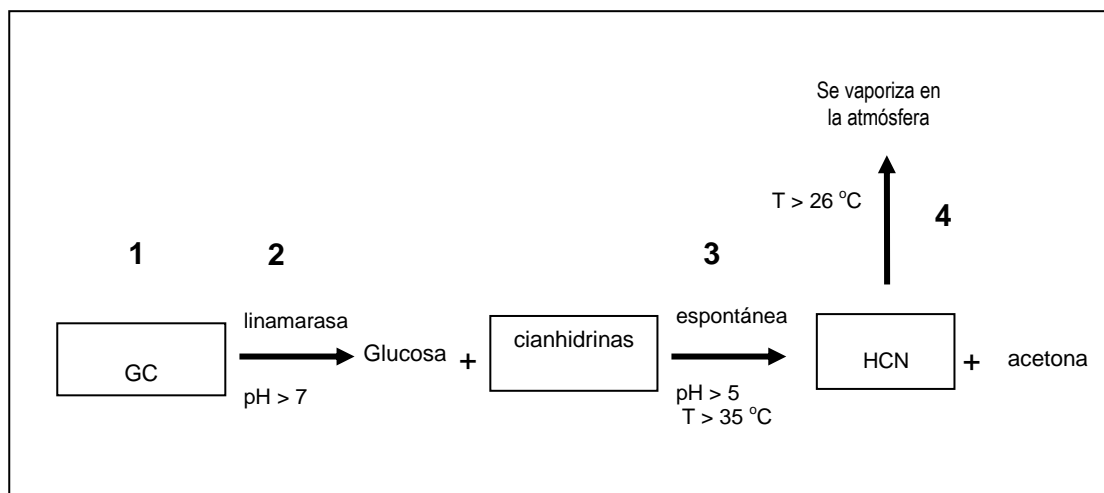 Se vaporiza en
la atmósfera
T > 26 °C
4
1
2
3
linamarasa
espontánea
GC
Glucosa
+
cianhidrinas
HCN
+
acetona
pH > 7
pH > 5
T > 35 °C